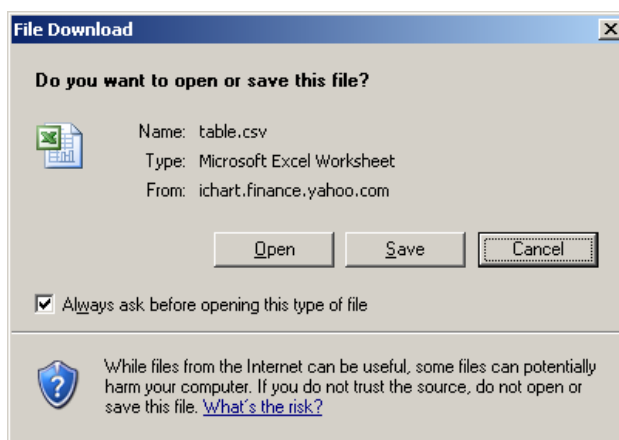 File Download
Do you want to open or save this file?
Name: table.csv
Type: Microsoft Excel Worksheet
From: ichart.finance.yahoo.com
Open Save Cancel
Always ask before opening this type of file
While files from the Internet can be useful, some files can potentially
harm your computer. If you do not trust the source, do not open or
save this file. What's the risk?